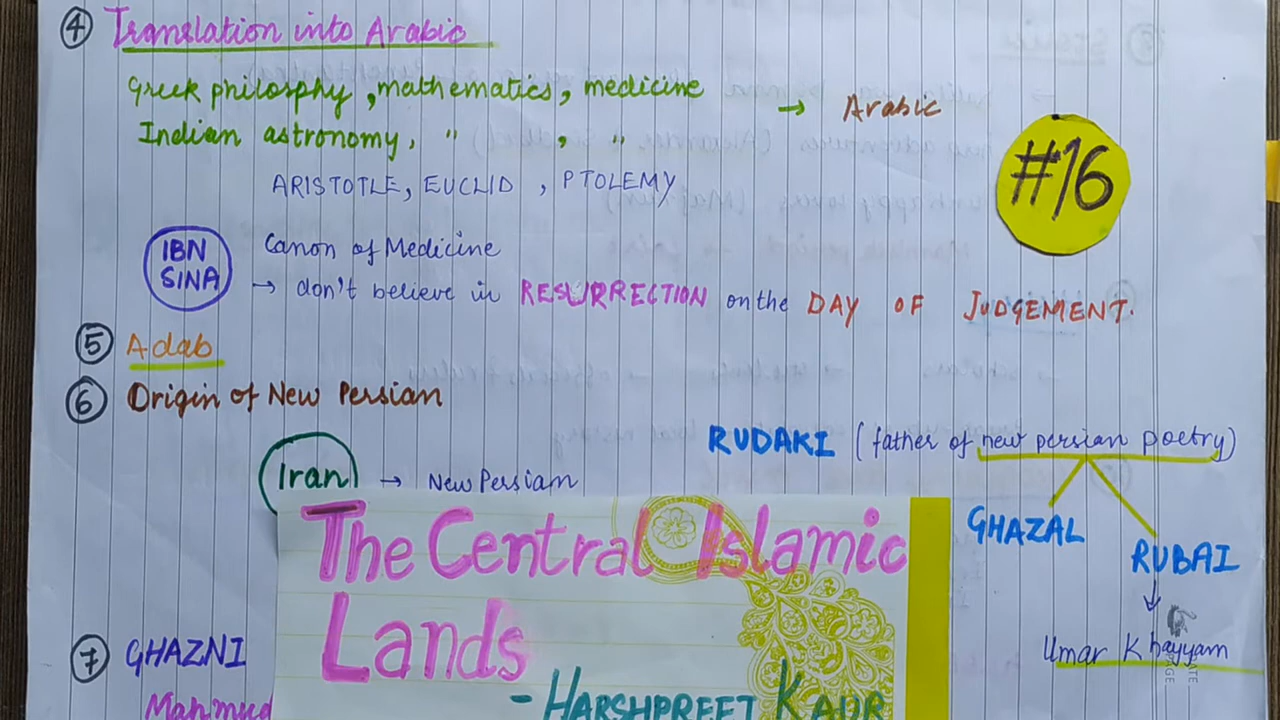 ④ Translation into Arabic
Greek philosphy, mathematics, medicine → Arabic
Indian astronomy, " , "
#16
ARISTOTLE, EUCLID, PTOLEMY
IBN SINA
Canon of Medicine
→ don't believe in RESURRECTION on the DAY OF JUDGEMENT.
⑤ Adab
⑥ Origin of New Persian
RUDAKI (father of new persian poetry)
Iran → New Persian
GHAZAL
RUBAI
↓
Umar Khayyam
The Central Islamic
Lands
- HARSHPREET KAUR
⑦ GHAZNI
Mahmud